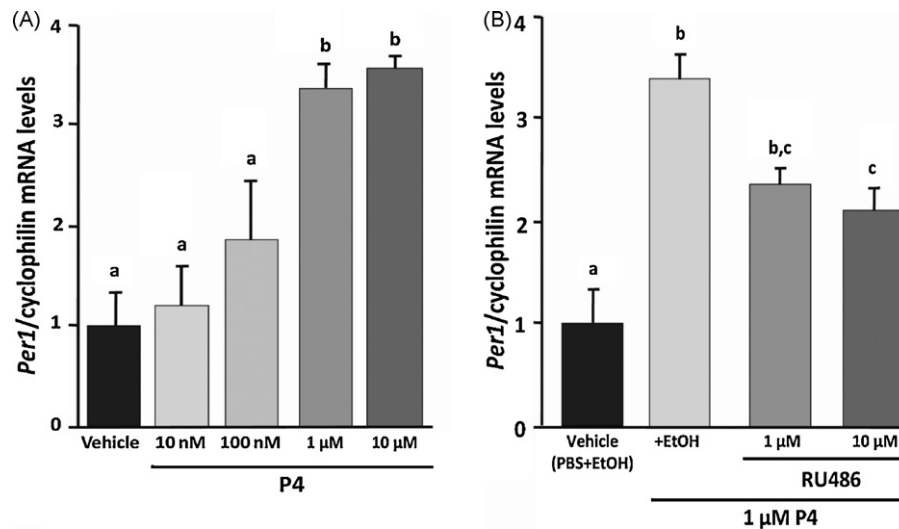 (A)
Per1/cyclophilin mRNA levels
4
3
2
1
0
a
a
a
b
b
Vehicle
10 nM
100 nM
1 µM
10 µM
P4
(B)
Per1/cyclophilin mRNA levels
4
3
2
1
0
a
b
b,c
c
Vehicle
(PBS+EtOH)
+EtOH
1 µM
10 µM
RU486
1 µM P4